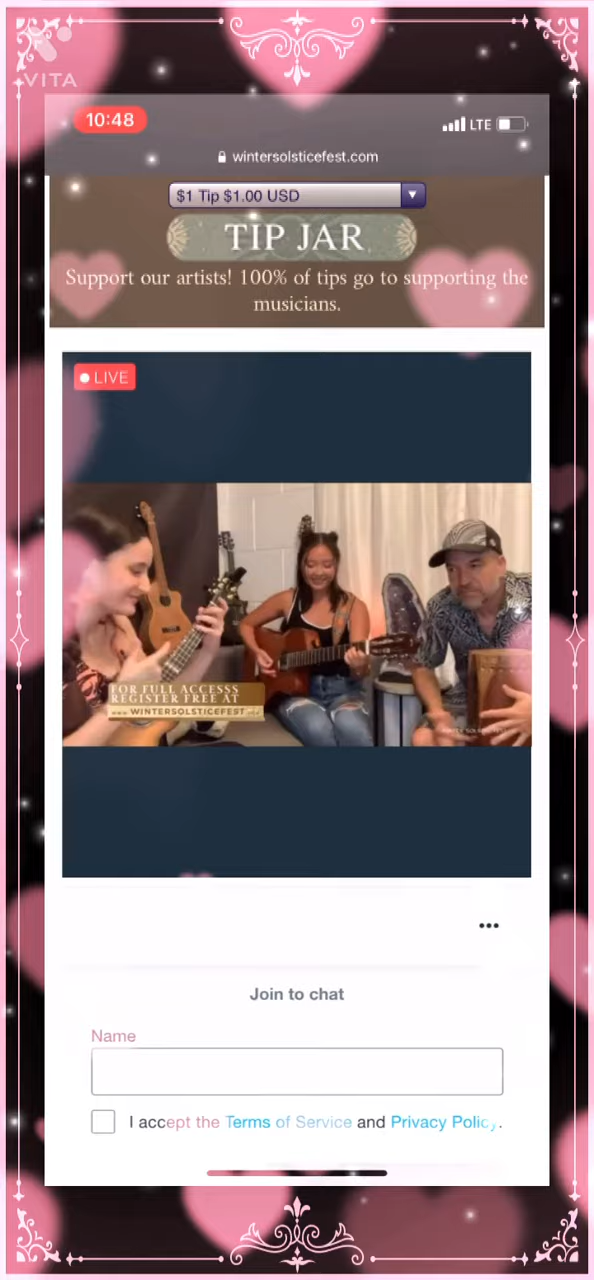 VITA
10:48
LTE
wintersolsticefest.com
$1 Tip $1.00 USD
TIP JAR
Support our artists! 100% of tips go to supporting the
musicians.
LIVE
FOR FULL ACCESSS
REGISTER FREE AT
www.WINTERSOLSTICEFEST.com
Join to chat
Name
I accept the Terms of Service and Privacy Policy.